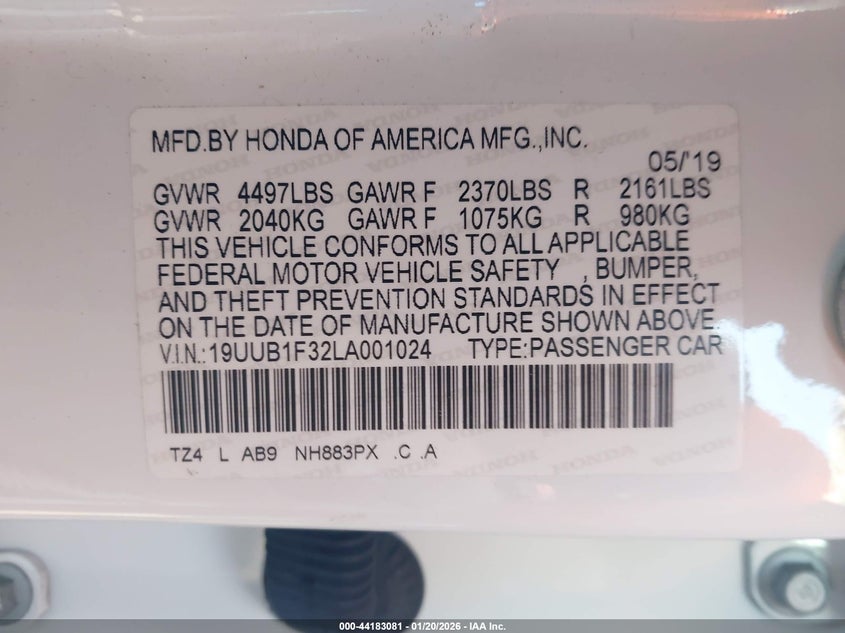 MFD.BY HONDA OF AMERICA MFG.,INC.
05/'19
GVWR 4497LBS GAWR F 2370LBS R 2161LBS
GVWR 2040KG GAWR F 1075KG R 980KG
THIS VEHICLE CONFORMS TO ALL APPLICABLE
FEDERAL MOTOR VEHICLE SAFETY , BUMPER,
AND THEFT PREVENTION STANDARDS IN EFFECT
ON THE DATE OF MANUFACTURE SHOWN ABOVE.
V.I.N.:19UUB1F32LA001024 TYPE:PASSENGER CAR
TZ4 L AB9 NH883PX .C .A
000-44183081 - 01/20/2026 - IAA Inc.